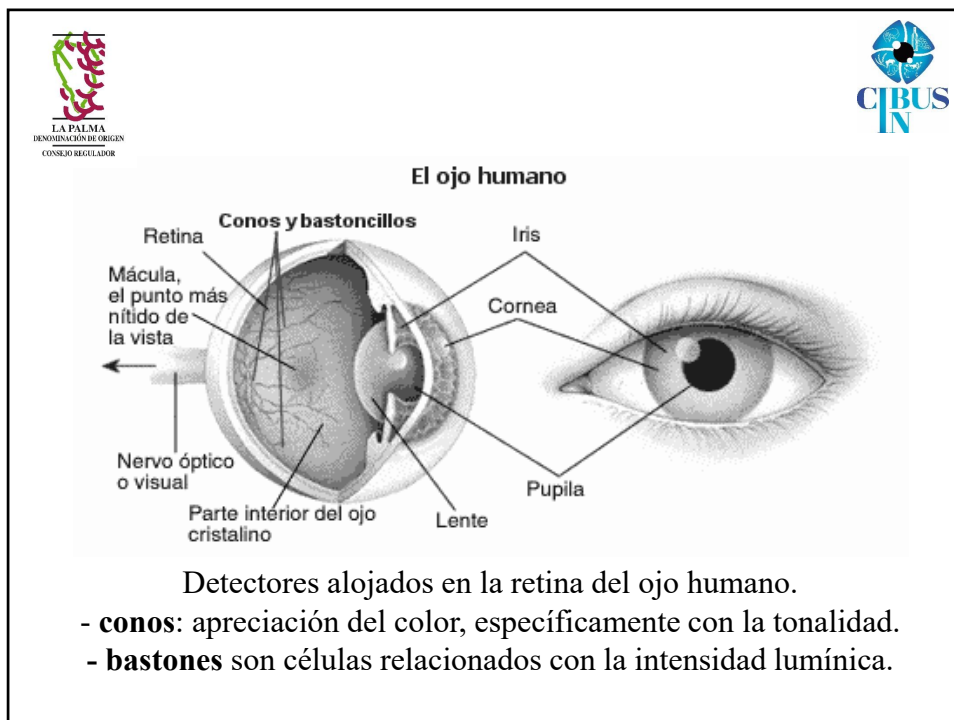 LA PALMA
DENOMINACIÓN DE ORIGEN
CONSEJO REGULADOR
CIBUS
IN
El ojo humano
Conos y bastoncillos
Retina
Iris
Mácula,
el punto más
nítido de
la vista
Cornea
Nervo óptico
o visual
Pupila
Parte interior del ojo
cristalino
Lente
Detectores alojados en la retina del ojo humano.
- conos: apreciación del color, específicamente con la tonalidad.
- bastones son células relacionados con la intensidad lumínica.